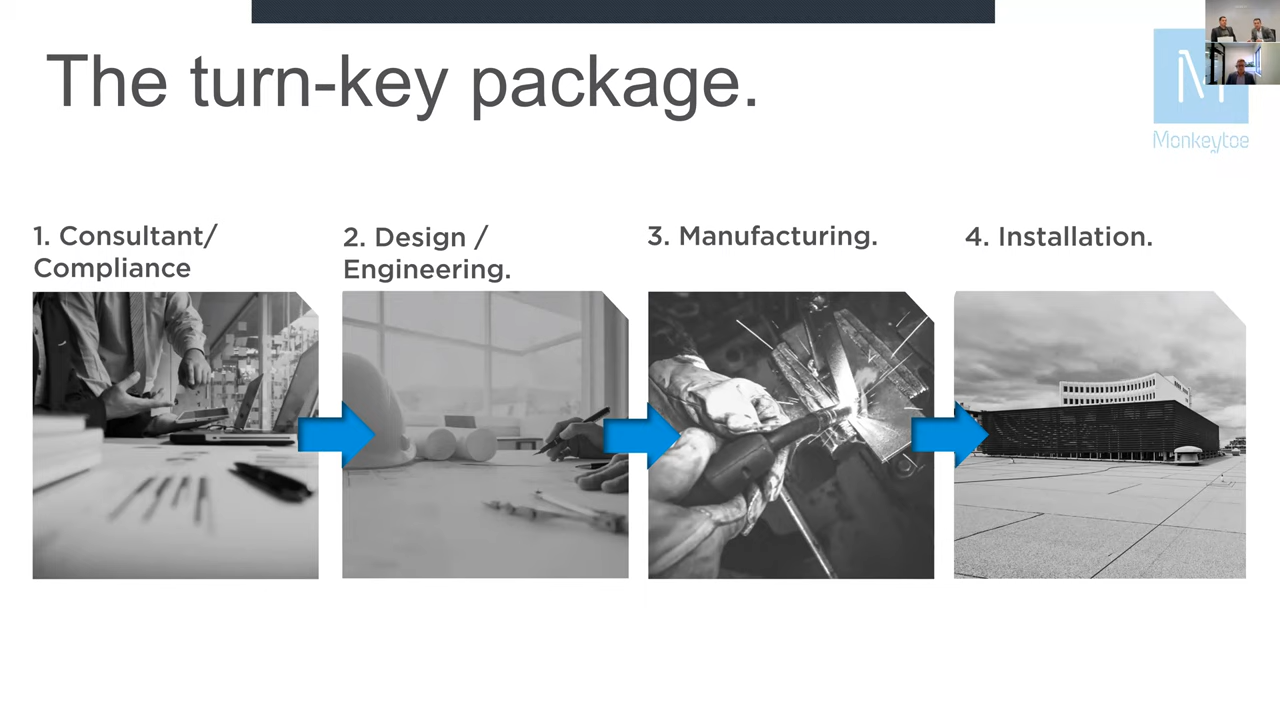 The turn-key package.
M
Monkeytoe
1. Consultant/
Compliance
2. Design /
Engineering.
3. Manufacturing.
4. Installation.